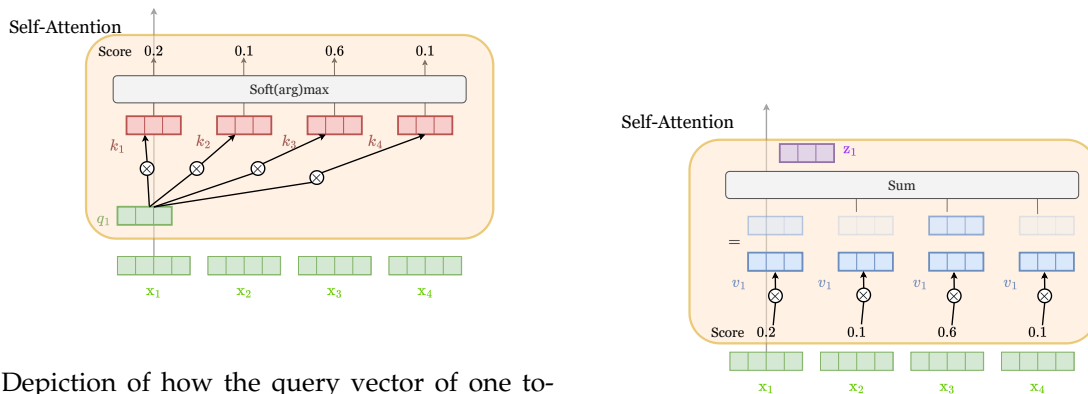 Self-Attention
Score 0.2 0.1 0.6 0.1
Soft(arg)max
k₁ k₂ k₃ k₄
q₁
x₁ x₂ x₃ x₄
Depiction of how the query vector of one to-
Self-Attention
z₁
Sum
=
v₁ v₁ v₁ v₁
Score 0.2 0.1 0.6 0.1
x₁ x₂ x₃ x₄